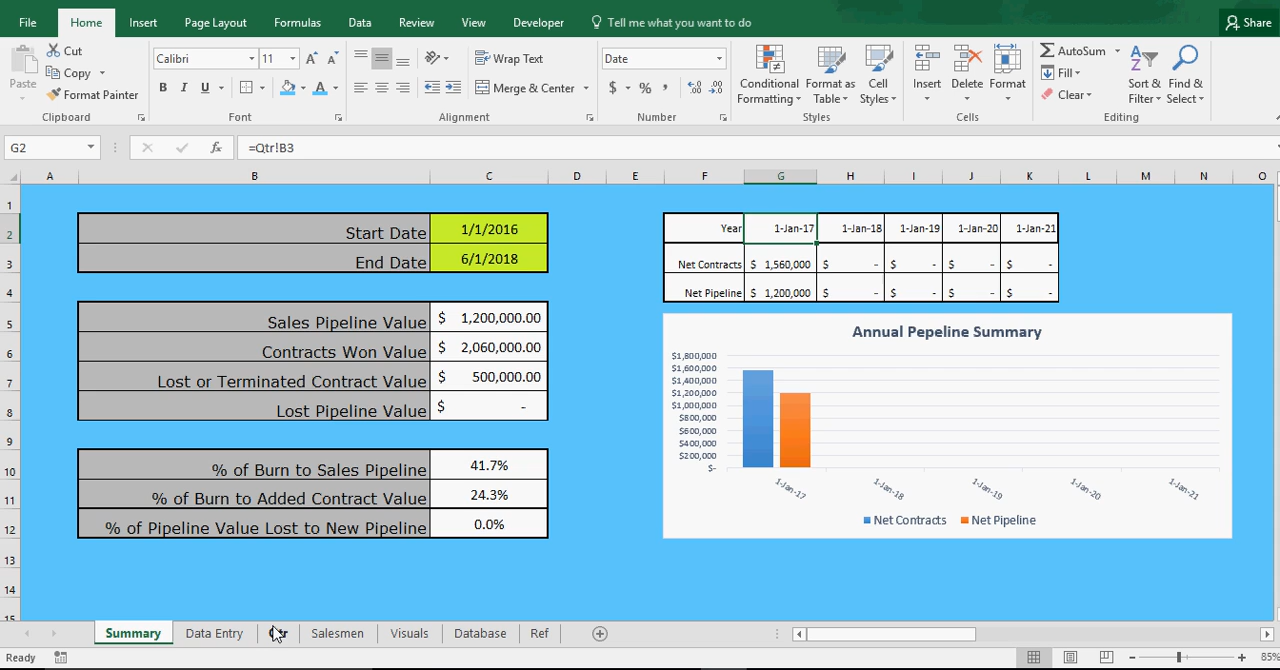 File Home Insert Page Layout Formulas Data Review View Developer Tell me what you want to do Share
Paste
Cut
Copy
Format Painter
Clipboard
Calibri 11 A A
B I U A
Font
Wrap Text
Merge & Center
Alignment
Date
$ % , .0 .00 .00 .0
Number
Conditional Formatting
Format as Table
Cell Styles
Styles
Insert Delete Format
Cells
AutoSum
Fill
Clear
Sort & Filter
Find & Select
Editing
G2 fx =Qtr!B3
A B C D E F G H I J K L M N O
1
2 Start Date 1/1/2016 Year 1-Jan-17 1-Jan-18 1-Jan-19 1-Jan-20 1-Jan-21
3 End Date 6/1/2018 Net Contracts $ 1,560,000 $ - $ - $ - $ -
4 Net Pipeline $ 1,200,000 $ - $ - $ - $ -
5 Sales Pipeline Value $ 1,200,000.00
6 Contracts Won Value $ 2,060,000.00
7 Lost or Terminated Contract Value $ 500,000.00
8 Lost Pipeline Value $ -
9
10 % of Burn to Sales Pipeline 41.7%
11 % of Burn to Added Contract Value 24.3%
12 % of Pipeline Value Lost to New Pipeline 0.0%
13
14
15
Annual Pepeline Summary
$1,800,000
$1,600,000
$1,400,000
$1,200,000
$1,000,000
$800,000
$600,000
$400,000
$200,000
$-
1-Jan-17 1-Jan-18 1-Jan-19 1-Jan-20 1-Jan-21
Net Contracts Net Pipeline
Summary Data Entry Qtr Salesmen Visuals Database Ref
Ready 85%